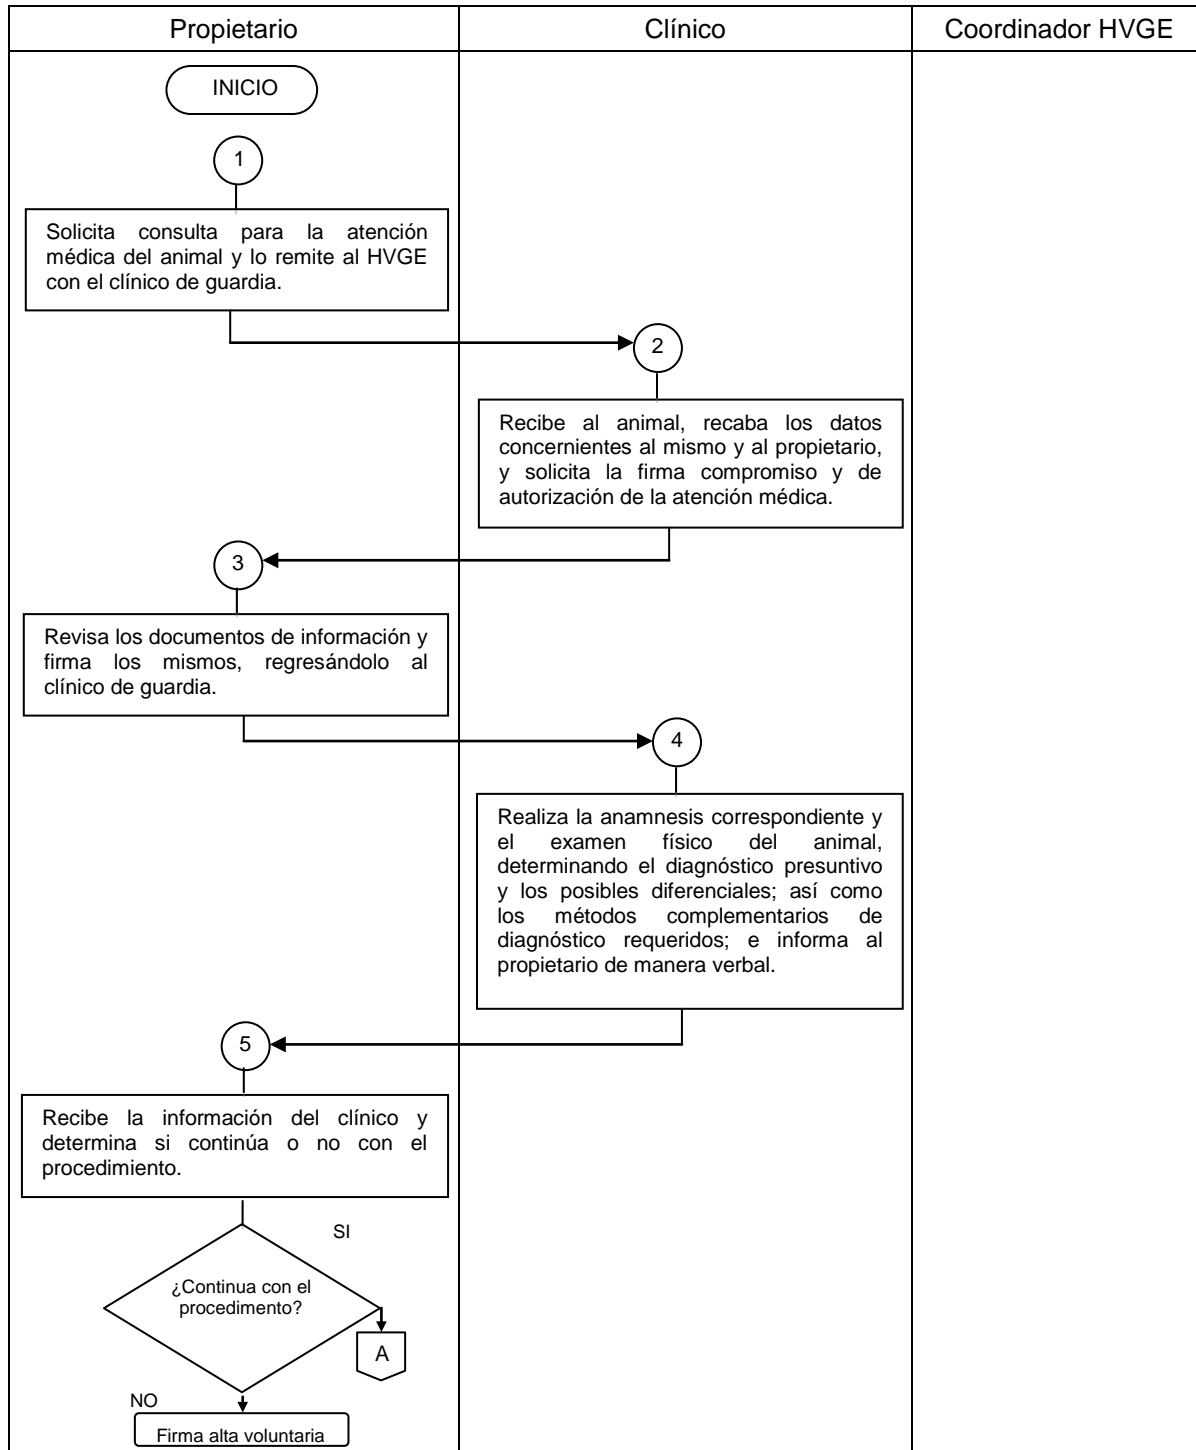 Propietario
Clínico
Coordinador HVGE
INICIO
1
Solicita consulta para la atención
médica del animal y lo remite al HVGE
con el clínico de guardia.
2
Recibe al animal, recaba los datos
concernientes al mismo y al propietario,
y solicita la firma compromiso y de
autorización de la atención médica.
3
Revisa los documentos de información y
firma los mismos, regresándolo al
clínico de guardia.
4
Realiza la anamnesis correspondiente y
el examen físico del animal,
determinando el diagnóstico presuntivo
y los posibles diferenciales; así como
los métodos complementarios de
diagnóstico requeridos; e informa al
propietario de manera verbal.
5
Recibe la información del clínico y
determina si continúa o no con el
procedimiento.
SI
¿Continua con el
procedimento?
A
NO
Firma alta voluntaria